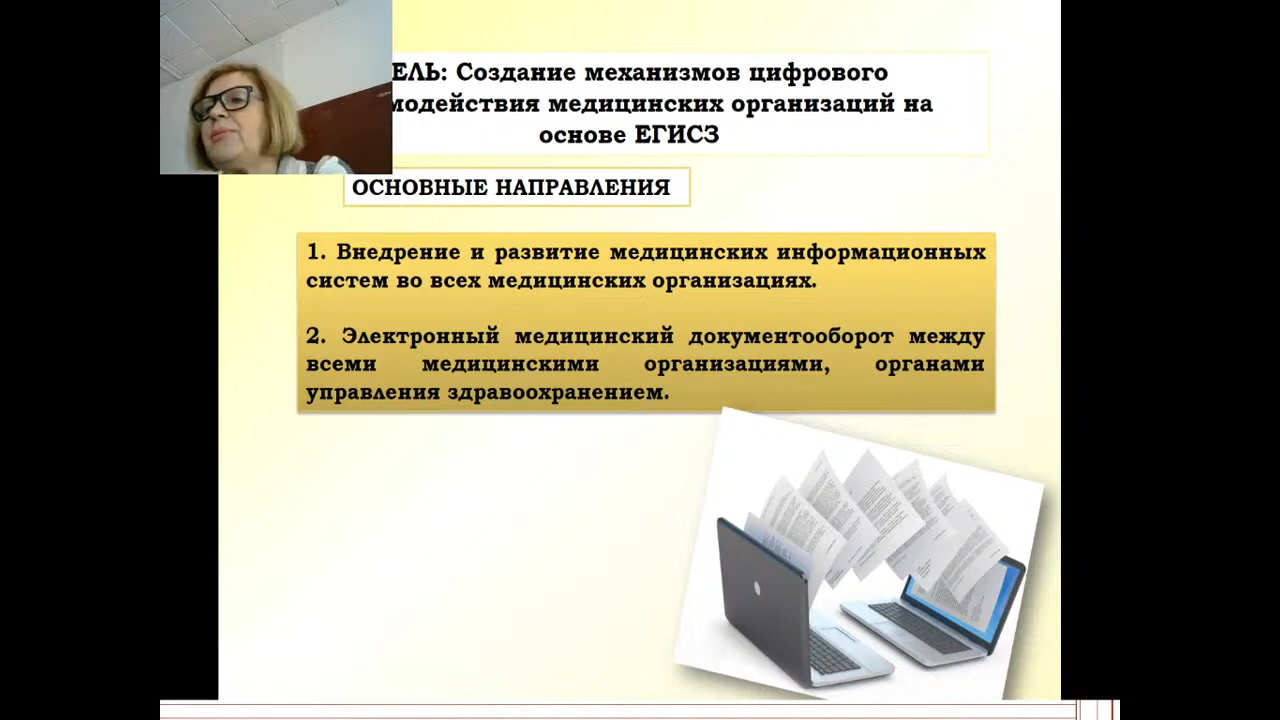 ЕЛЬ: Создание механизмов цифрового
модействия медицинских организаций на
основе ЕГИСЗ
ОСНОВНЫЕ НАПРАВЛЕНИЯ
1. Внедрение и развитие медицинских информационных
систем во всех медицинских организациях.
2. Электронный медицинский документооборот между
всеми медицинскими организациями, органами
управления здравоохранением.